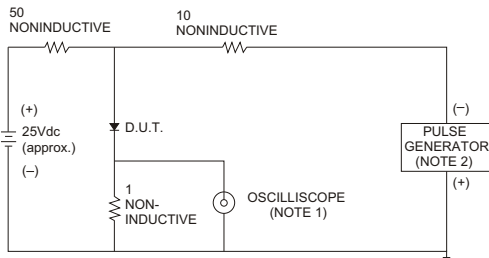 50
NONINDUCTIVE
10
NONINDUCTIVE
(+)
25Vdc
(approx.)
(–)
D.U.T.
1
NON-
INDUCTIVE
OSCILLISCOPE
(NOTE 1)
(–)
PULSE
GENERATOR
(NOTE 2)
(+)